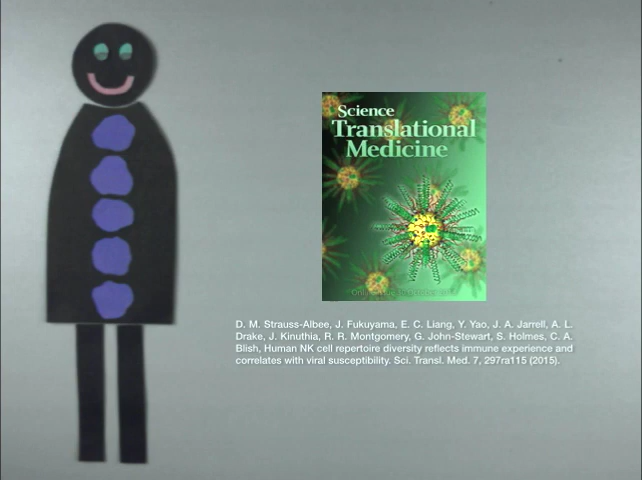 Science
Translational
Medicine
D. M. Strauss-Albee, J. Fukuyama, E. C. Liang, Y. Yao, J. A. Jarrell, A. L.
Drake, J. Kinuthia, R. R. Montgomery, G. John-Stewart, S. Holmes, C. A.
Blish, Human NK cell repertoire diversity reflects immune experience and
correlates with viral susceptibility. Sci. Transl. Med. 7, 297ra115 (2015).